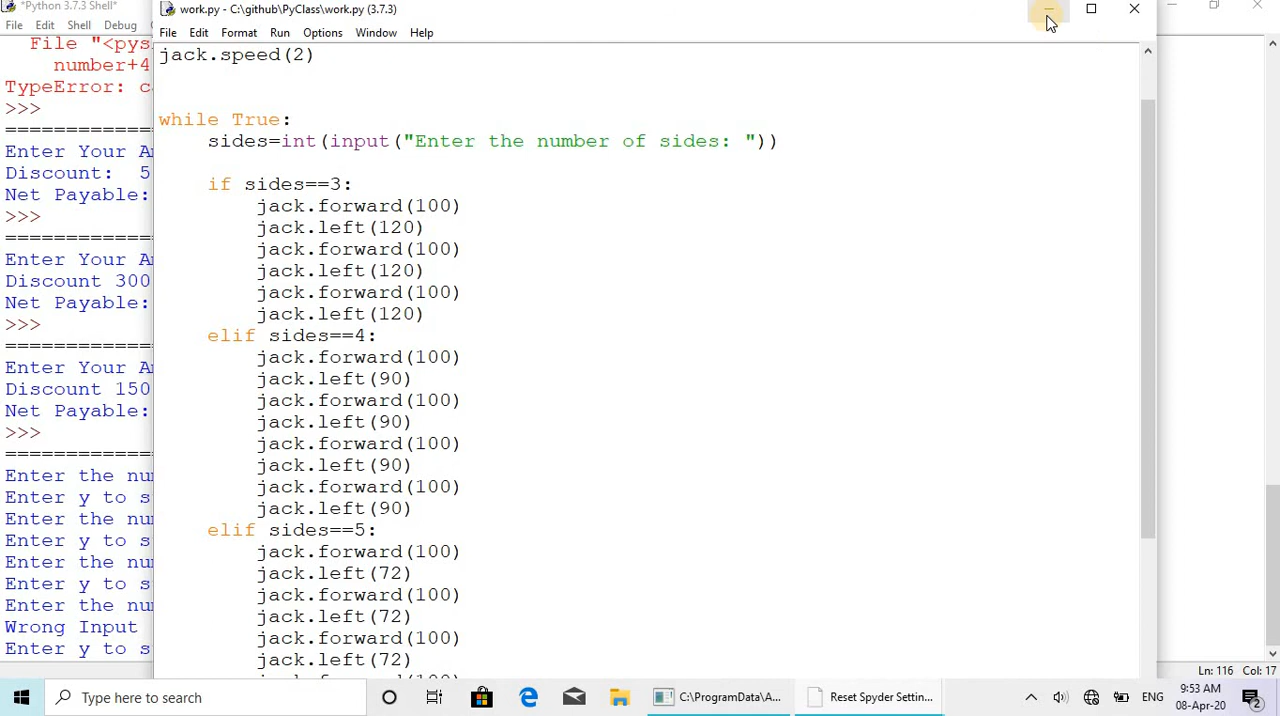 *Python 3.7.3 Shell*
File Edit Shell Debug
File "<pys
number+4
TypeError: c
>>>
Enter Your A
Discount: 5
Net Payable:
>>>
Enter Your A
Discount 300
Net Payable:
>>>
Enter Your A
Discount 150
Net Payable:
>>>
Enter the nu
Enter y to s
Enter the nu
Enter y to s
Enter the nu
Enter y to s
Enter the nu
Wrong Input
Enter y to s
work.py - C:\github\PyClass\work.py (3.7.3)
File Edit Format Run Options Window Help
jack.speed(2)
while True:
sides=int(input("Enter the number of sides: "))
if sides==3:
jack.forward(100)
jack.left(120)
jack.forward(100)
jack.left(120)
jack.forward(100)
jack.left(120)
elif sides==4:
jack.forward(100)
jack.left(90)
jack.forward(100)
jack.left(90)
jack.forward(100)
jack.left(90)
jack.forward(100)
jack.left(90)
elif sides==5:
jack.forward(100)
jack.left(72)
jack.forward(100)
jack.left(72)
jack.forward(100)
jack.left(72)
jack.forward(100)
Ln: 116 Col: 17
Type here to search
C:\ProgramData\A...
Reset Spyder Settin...
ENG
9:53 AM
08-Apr-20
2